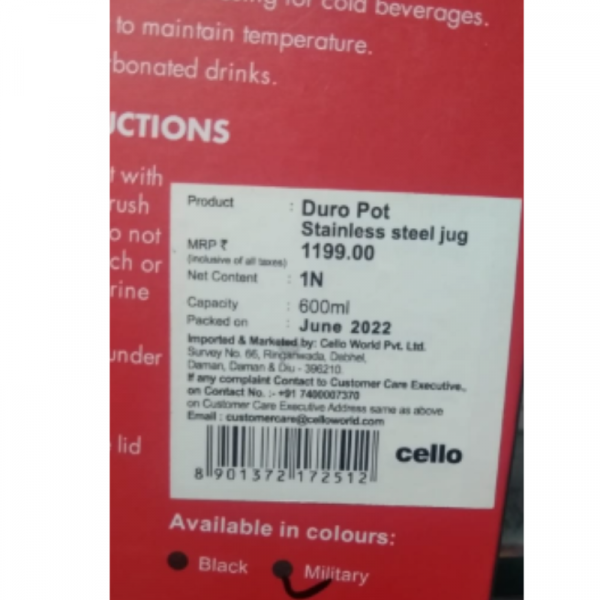 for cold beverages.
to maintain temperature.
rbonated drinks.
UCTIONS
t with
rush
o not
ch or
rine
under
lid
Product : Duro Pot
Stainless steel jug
MRP ₹ 1199.00
(inclusive of all taxes)
Net Content : 1N
Capacity : 600ml
Packed on : June 2022
Imported & Marketed by: Cello World Pvt. Ltd.
Survey No. 66, Ringanwada, Dabhel,
Daman, Daman & Diu - 396210.
If any complaint Contact to Customer Care Executive.,
on Contact No. :- +91 7400007370
on Customer Care Executive Address same as above
Email : customercare@celloworld.com
8 901372 172512
cello
Available in colours:
Black Military